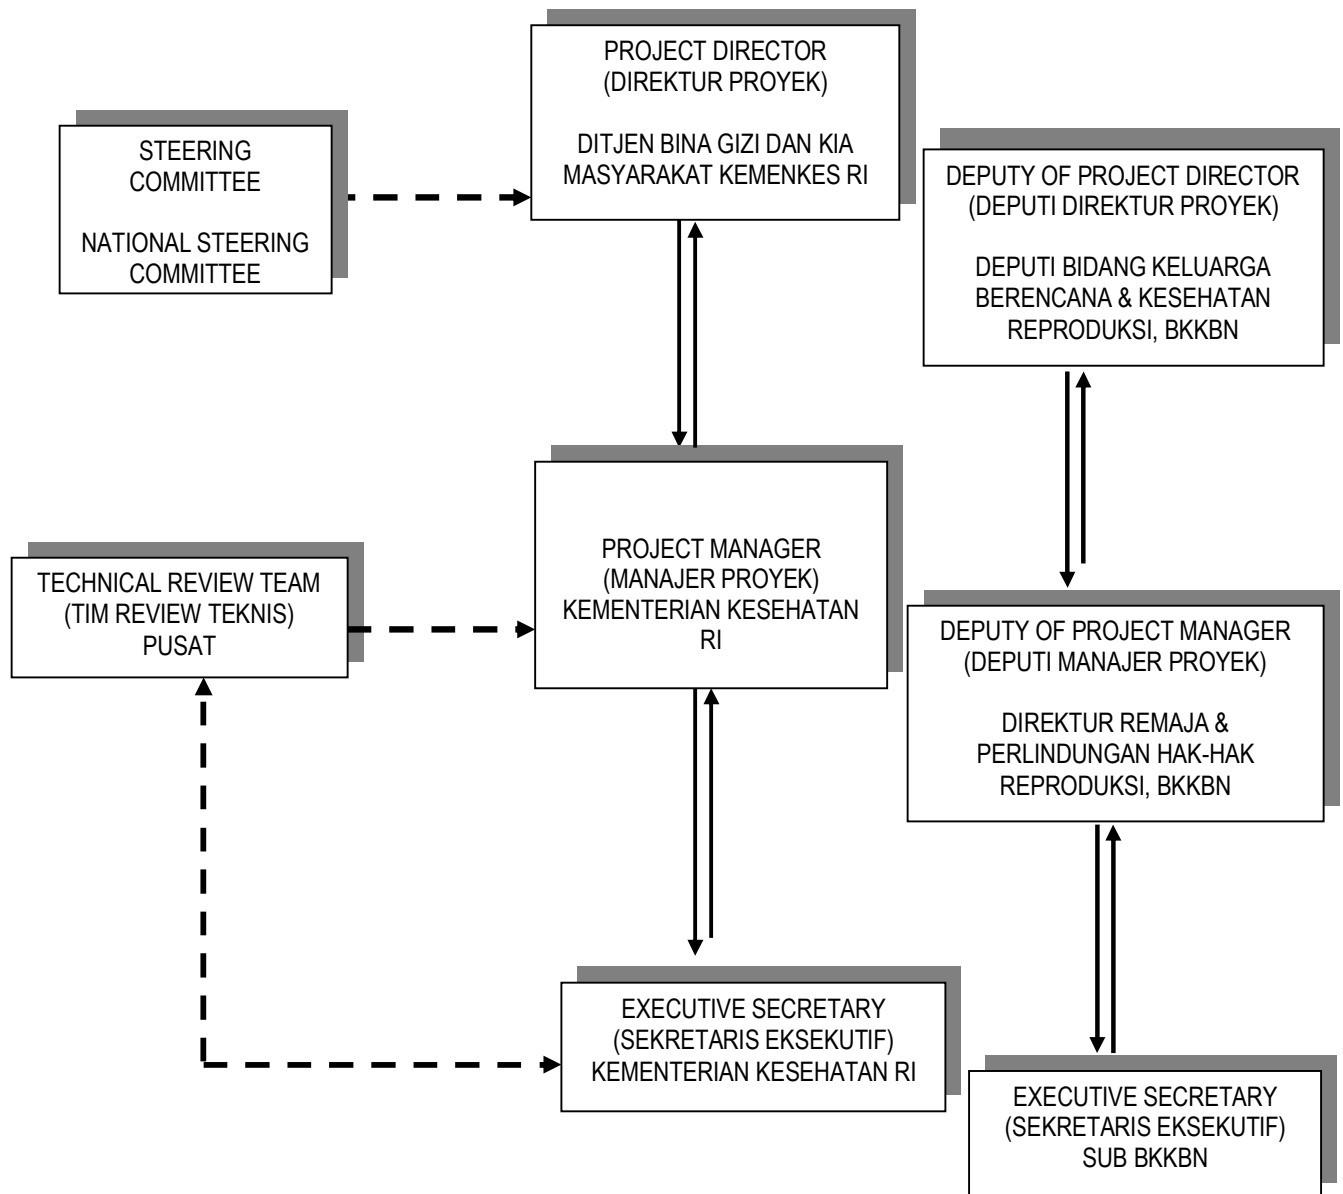 PROJECT DIRECTOR
(DIREKTUR PROYEK)
DITJEN BINA GIZI DAN KIA
MASYARAKAT KEMENKES RI
STEERING
COMMITTEE
NATIONAL STEERING
COMMITTEE
DEPUTY OF PROJECT DIRECTOR
(DEPUTI DIREKTUR PROYEK)
DEPUTI BIDANG KELUARGA
BERENCANA & KESEHATAN
REPRODUKSI, BKKBN
PROJECT MANAGER
(MANAJER PROYEK)
KEMENTERIAN KESEHATAN
RI
TECHNICAL REVIEW TEAM
(TIM REVIEW TEKNIS)
PUSAT
DEPUTY OF PROJECT MANAGER
(DEPUTI MANAJER PROYEK)
DIREKTUR REMAJA &
PERLINDUNGAN HAK-HAK
REPRODUKSI, BKKBN
EXECUTIVE SECRETARY
(SEKRETARIS EKSEKUTIF)
KEMENTERIAN KESEHATAN RI
EXECUTIVE SECRETARY
(SEKRETARIS EKSEKUTIF)
SUB BKKBN